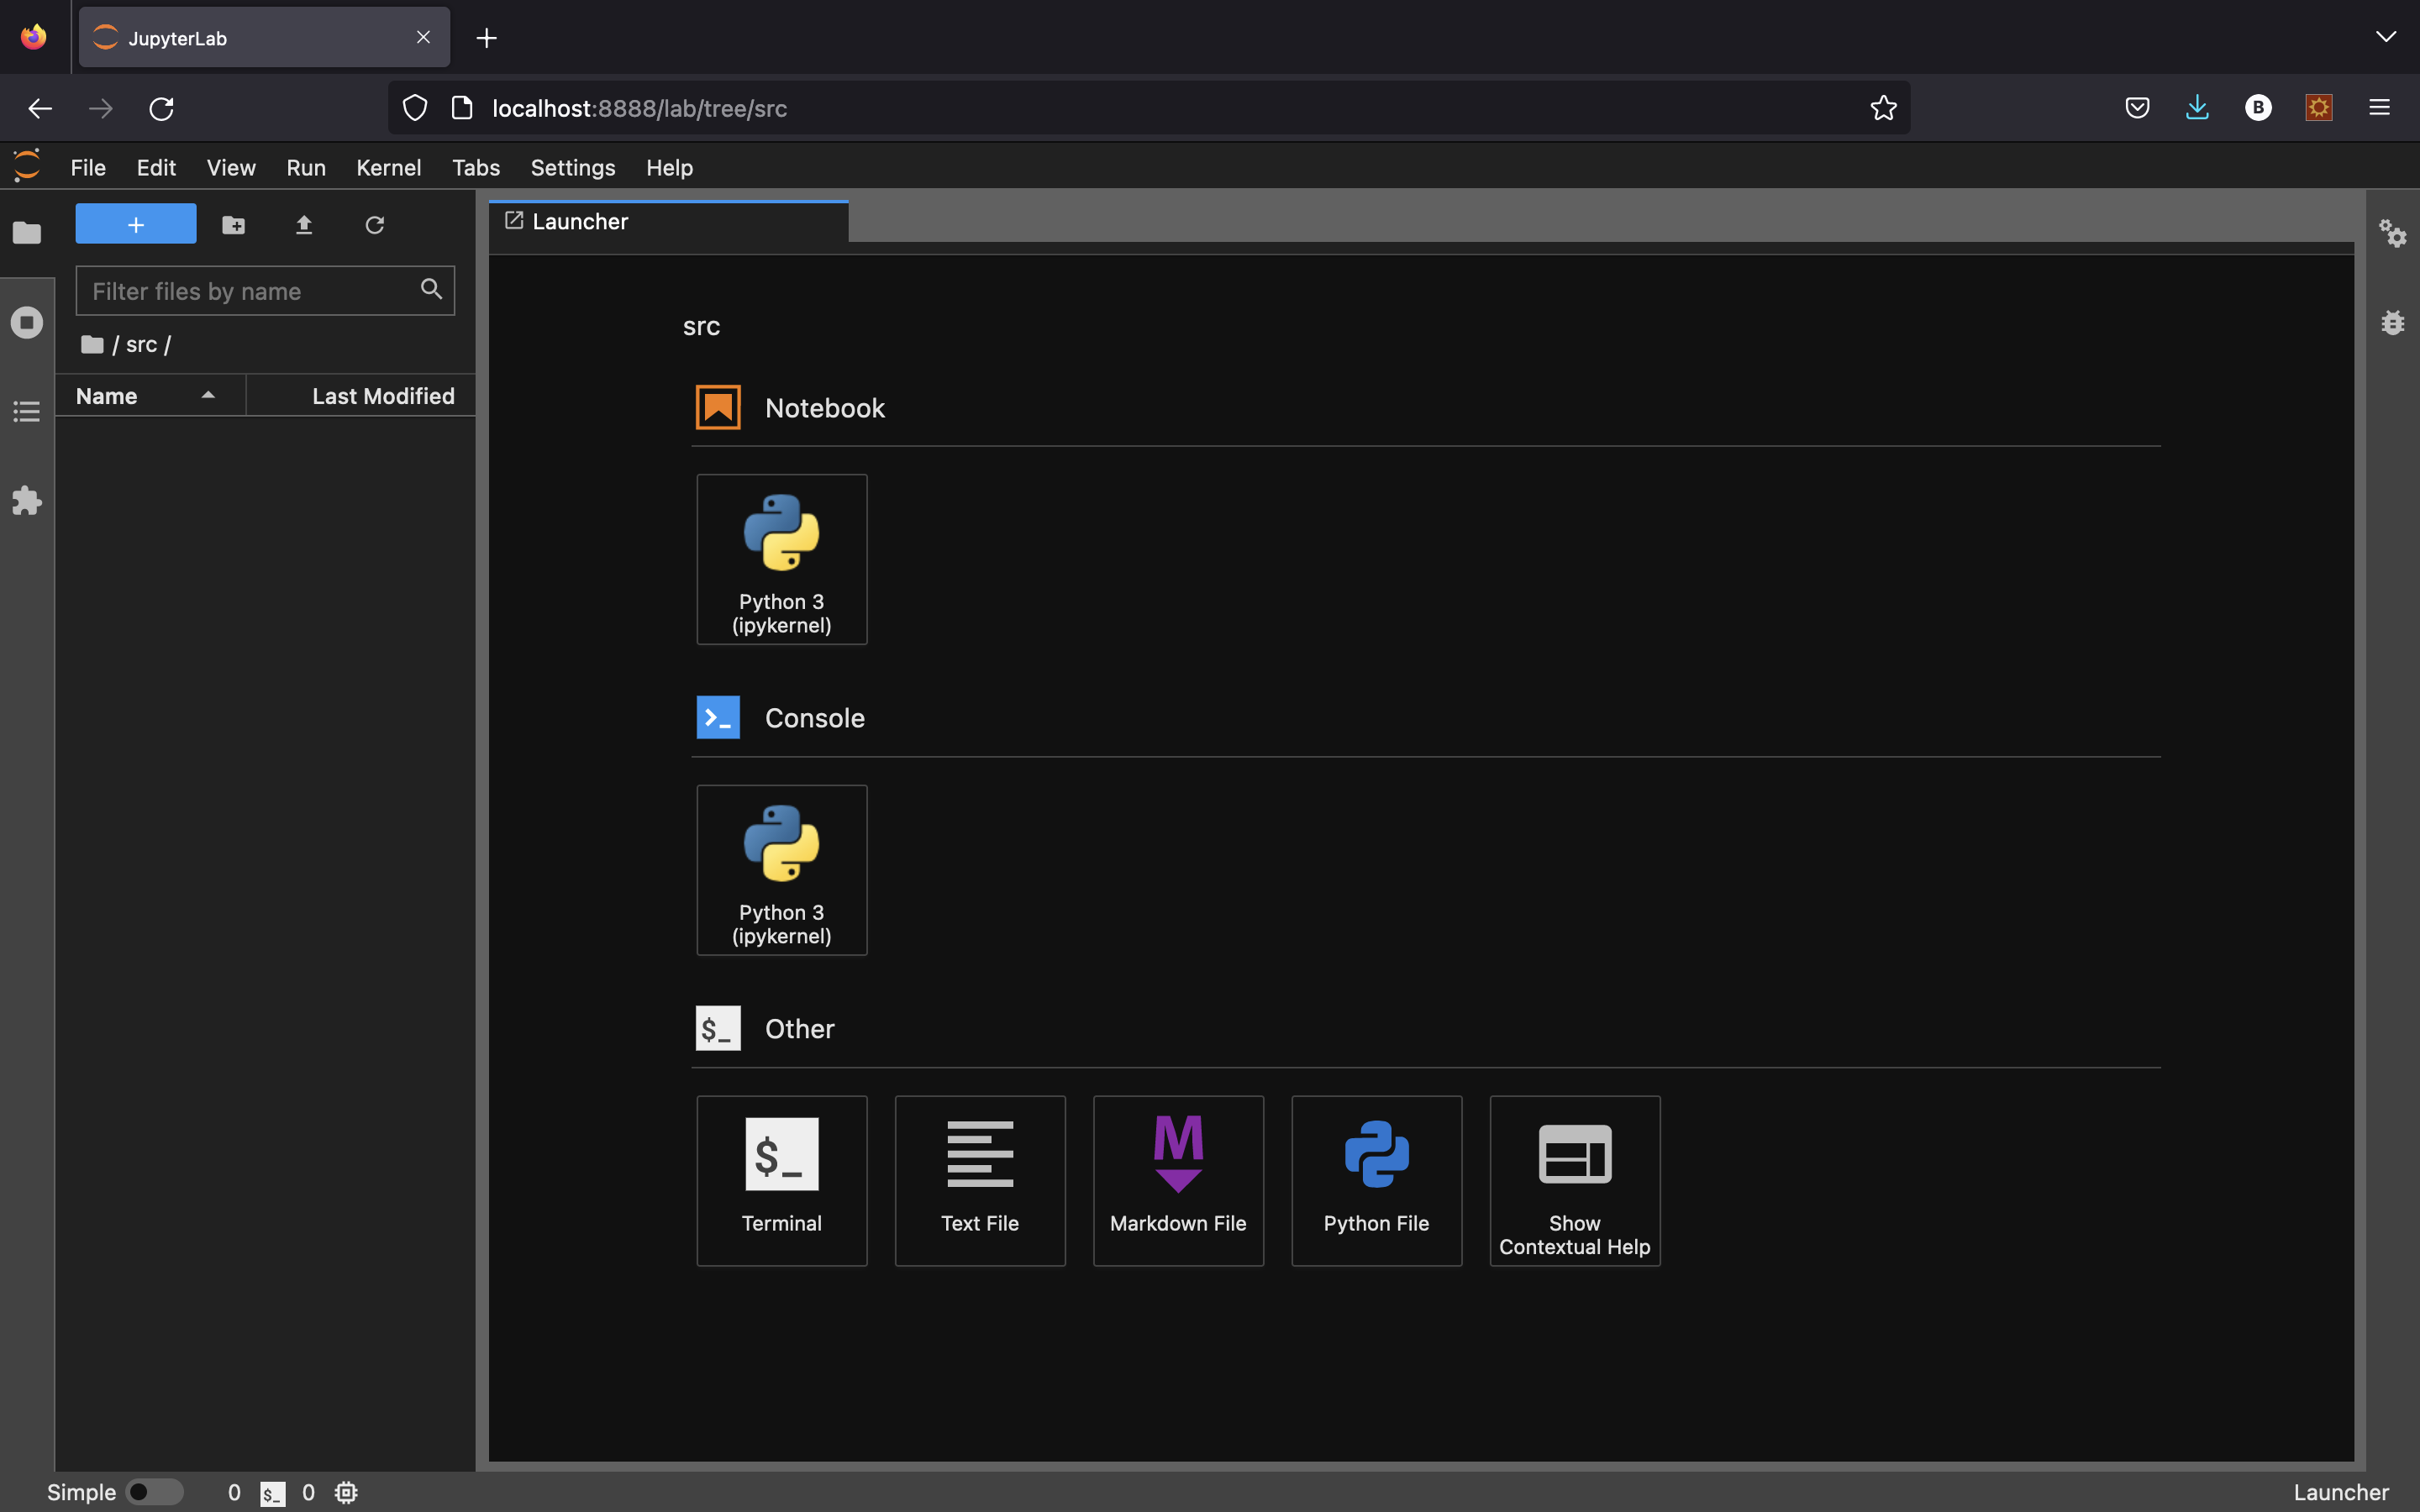 JupyterLab
localhost:8888/lab/tree/src
File Edit View Run Kernel Tabs Settings Help
Launcher
Filter files by name
/ src /
Name Last Modified
src
Notebook
Python 3
(ipykernel)
Console
Python 3
(ipykernel)
$_ Other
$_
Terminal
Text File
M
Markdown File
Python File
Show
Contextual Help
Simple 0 $_ 0 Launcher
B